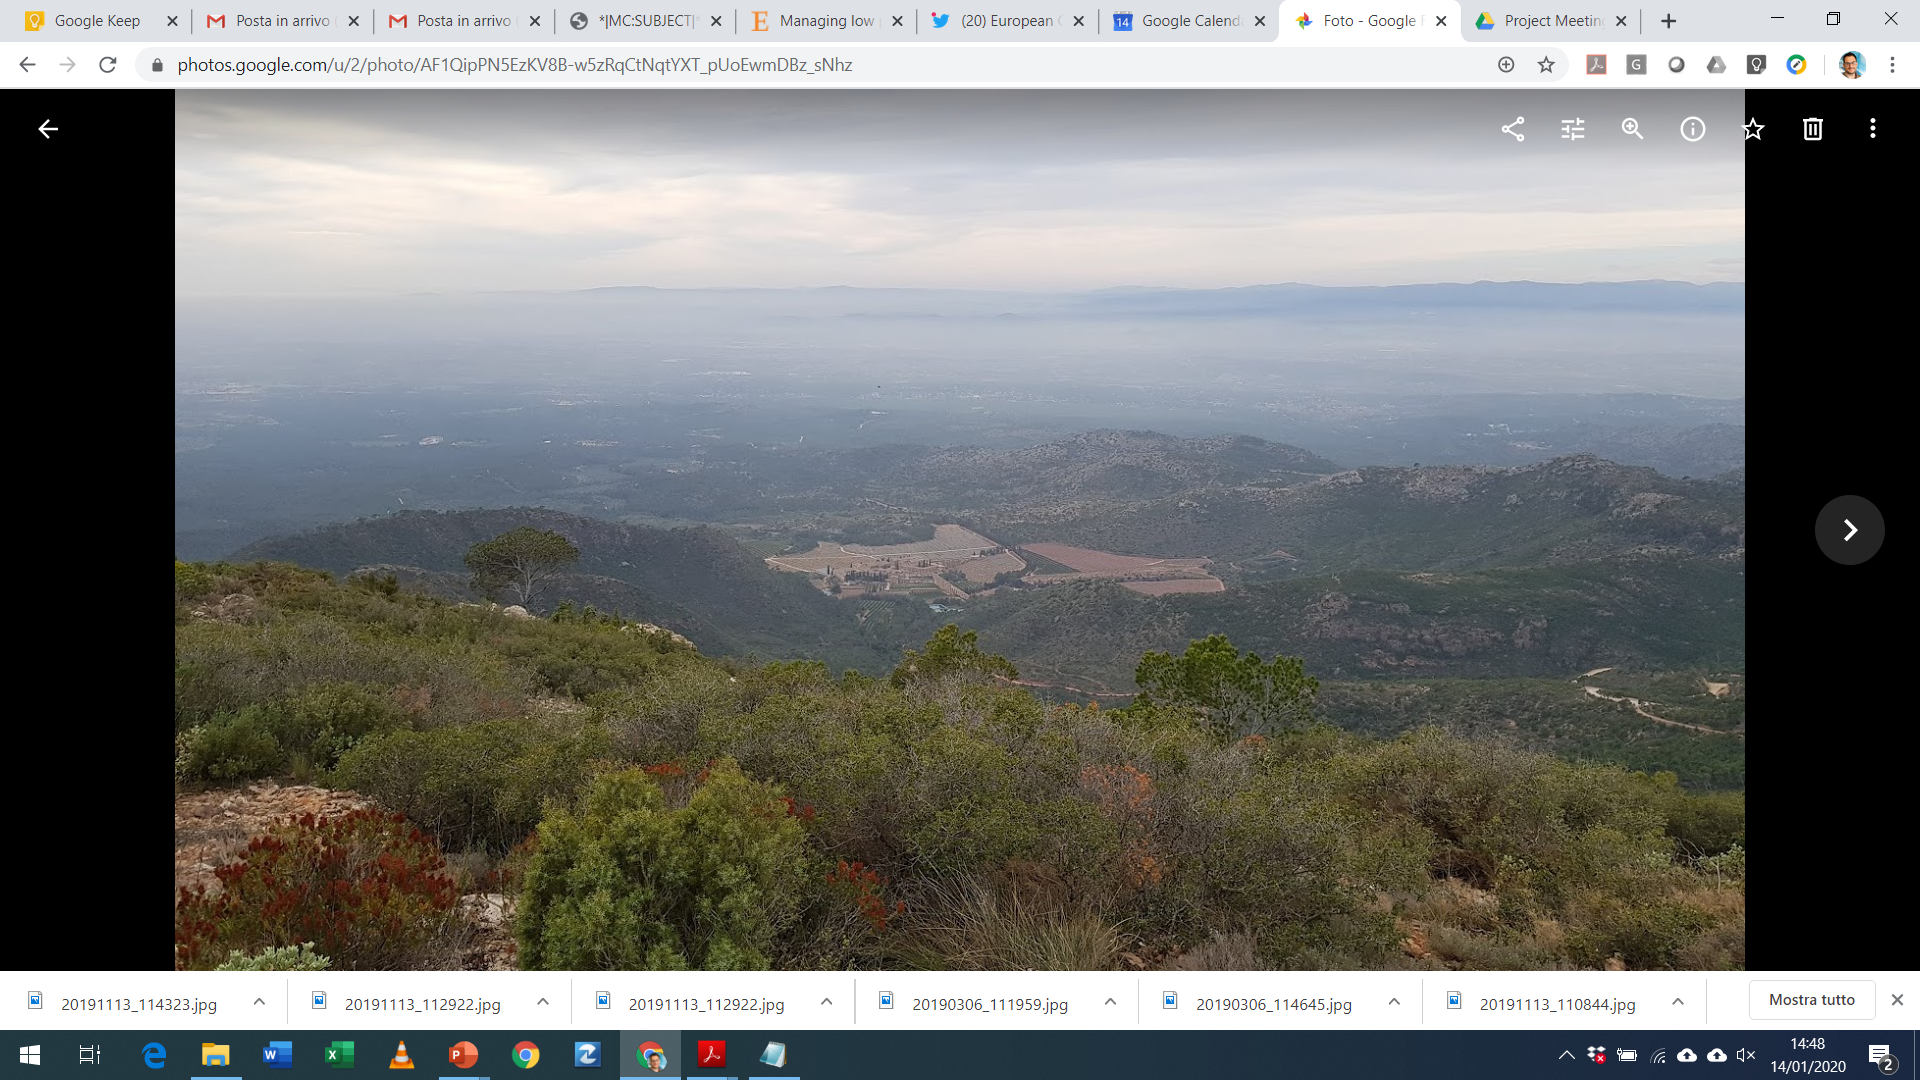 Google Keep
Posta in arrivo
Posta in arrivo
*|MC:SUBJECT|*
Managing low
(20) European
Google Calend
Foto - Google
Project Meetin
photos.google.com/u/2/photo/AF1QipPN5EzKV8B-w5zRqCtNqtYXT_pUoEwmDBz_sNhz
20191113_114323.jpg
20191113_112922.jpg
20191113_112922.jpg
20190306_111959.jpg
20190306_114645.jpg
20191113_110844.jpg
Mostra tutto
14:48
14/01/2020
2